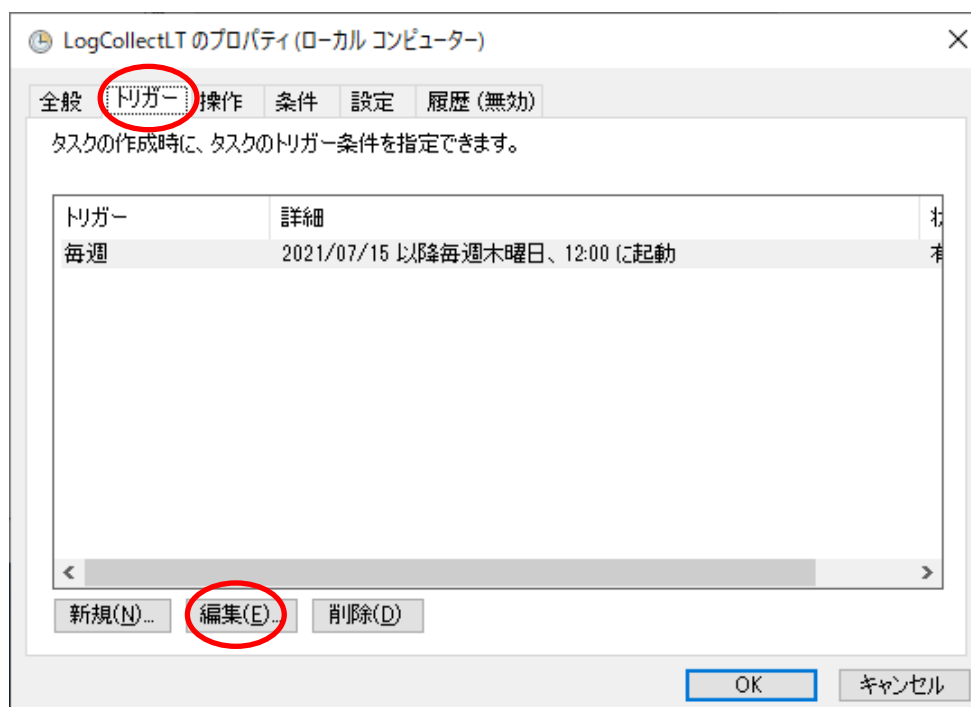 LogCollectLT のプロパティ (ローカル コンピューター)
全般 トリガー 操作 条件 設定 履歴 (無効)
タスクの作成時に、タスクのトリガー条件を指定できます。
トリガー 詳細
毎週 2021/07/15 以降毎週木曜日、12:00 に起動
新規(N)... 編集(E)... 削除(D)
OK キャンセル